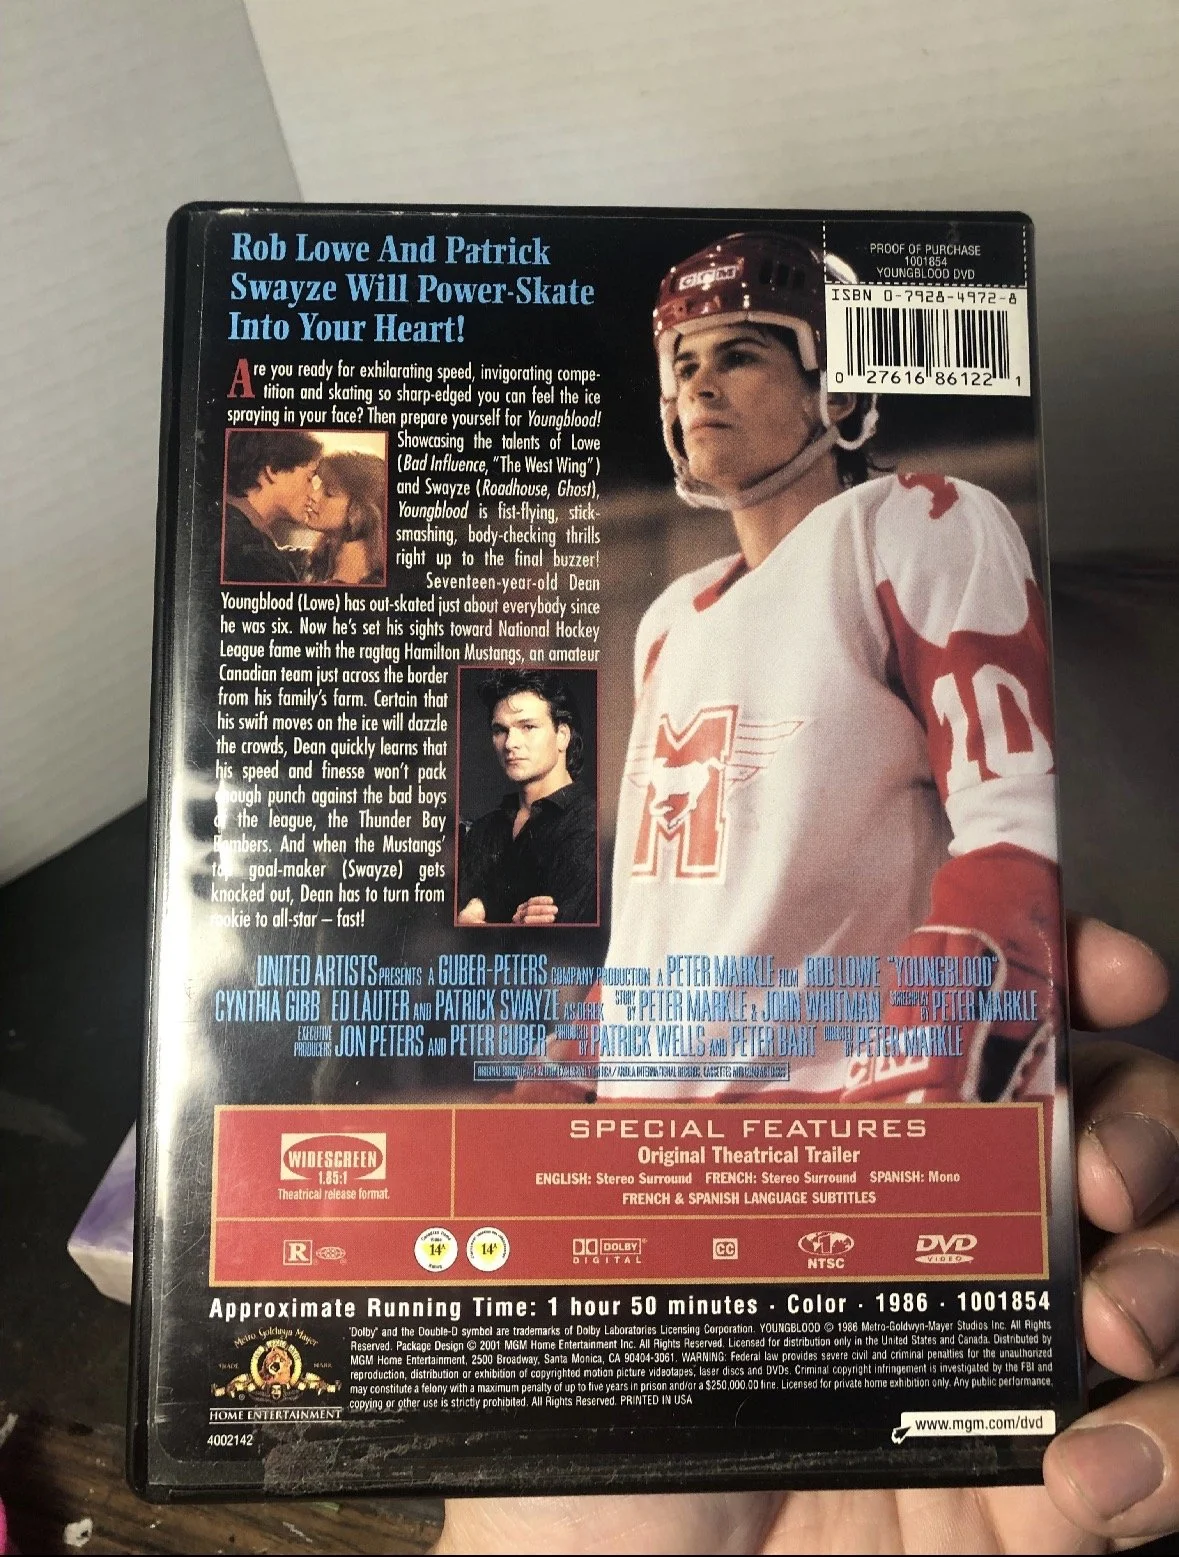 Rob Lowe And Patrick
Swayze Will Power-Skate
Into Your Heart!
PROOF OF PURCHASE
1001854
YOUNGBLOOD DVD
ISBN 0-7928-4972-8
0 27616 86122 1
CCM
Are you ready for exhilarating speed, invigorating compe-
tition and skating so sharp-edged you can feel the ice
spraying in your face? Then prepare yourself for Youngblood!
Showcasing the talents of Lowe
(Bad Influence, "The West Wing")
and Swayze (Roadhouse, Ghost),
Youngblood is fist-flying, stick-
smashing, body-checking thrills
right up to the final buzzer!
Seventeen-year-old Dean
Youngblood (Lowe) has out-skated just about everybody since
he was six. Now he's set his sights toward National Hockey
League fame with the ragtag Hamilton Mustangs, an amateur
Canadian team just across the border
from his family's farm. Certain that
his swift moves on the ice will dazzle
the crowds, Dean quickly learns that
his speed and finesse won't pack
enough punch against the bad boys
of the league, the Thunder Bay
Bombers. And when the Mustangs'
top goal-maker (Swayze) gets
knocked out, Dean has to turn from
rookie to all-star – fast!
M
10
UNITED ARTISTS PRESENTS A GUBER-PETERS COMPANY PRODUCTION A PETER MARKLE FILM ROB LOWE "YOUNGBLOOD"
CYNTHIA GIBB ED LAUTER AND PATRICK SWAYZE AS DEREK STORY BY PETER MARKLE & JOHN WHITMAN SCREENPLAY BY PETER MARKLE
EXECUTIVE PRODUCERS JON PETERS AND PETER GUBER PRODUCED BY PATRICK WELLS AND PETER BART DIRECTED BY PETER MARKLE
WIDESCREEN
1.85:1
Theatrical release format.
SPECIAL FEATURES
Original Theatrical Trailer
ENGLISH: Stereo Surround FRENCH: Stereo Surround SPANISH: Mono
FRENCH & SPANISH LANGUAGE SUBTITLES
R 14A 14A DOLBY DIGITAL CC NTSC DVD VIDEO
Approximate Running Time: 1 hour 50 minutes · Color · 1986 · 1001854
Metro Goldwyn Mayer
TRADE MARK
HOME ENTERTAINMENT
4002142
"Dolby" and the Double-D symbol are trademarks of Dolby Laboratories Licensing Corporation. YOUNGBLOOD © 1986 Metro-Goldwyn-Mayer Studios Inc. All Rights
Reserved. Package Design © 2001 MGM Home Entertainment Inc. All Rights Reserved. Licensed for distribution only in the United States and Canada. Distributed by
MGM Home Entertainment, 2500 Broadway, Santa Monica, CA 90404-3061. WARNING: Federal law provides severe civil and criminal penalties for the unauthorized
reproduction, distribution or exhibition of copyrighted motion picture videotapes, laser discs and DVDs. Criminal copyright infringement is investigated by the FBI and
may constitute a felony with a maximum penalty of up to five years in prison and/or a $250,000.00 fine. Licensed for private home exhibition only. Any public performance,
copying or other use is strictly prohibited. All Rights Reserved. PRINTED IN USA
www.mgm.com/dvd